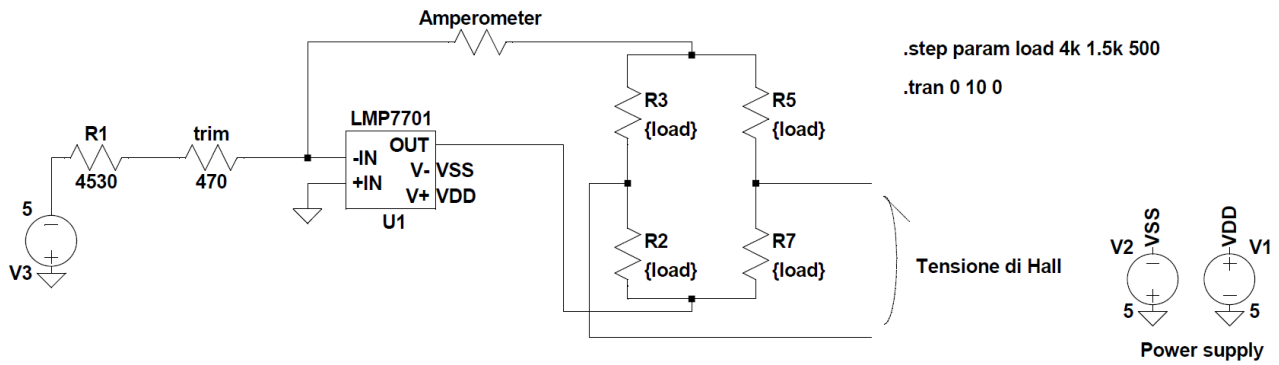 Amperometer
.step param load 4k 1.5k 500
.tran 0 10 0
R3
{load}
R5
{load}
LMP7701
R1
4530
trim
470
-IN
+IN
OUT
V- VSS
V+ VDD
U1
5
V3
R2
{load}
R7
{load}
Tensione di Hall
V2
VSS
5
VDD
V1
5
Power supply